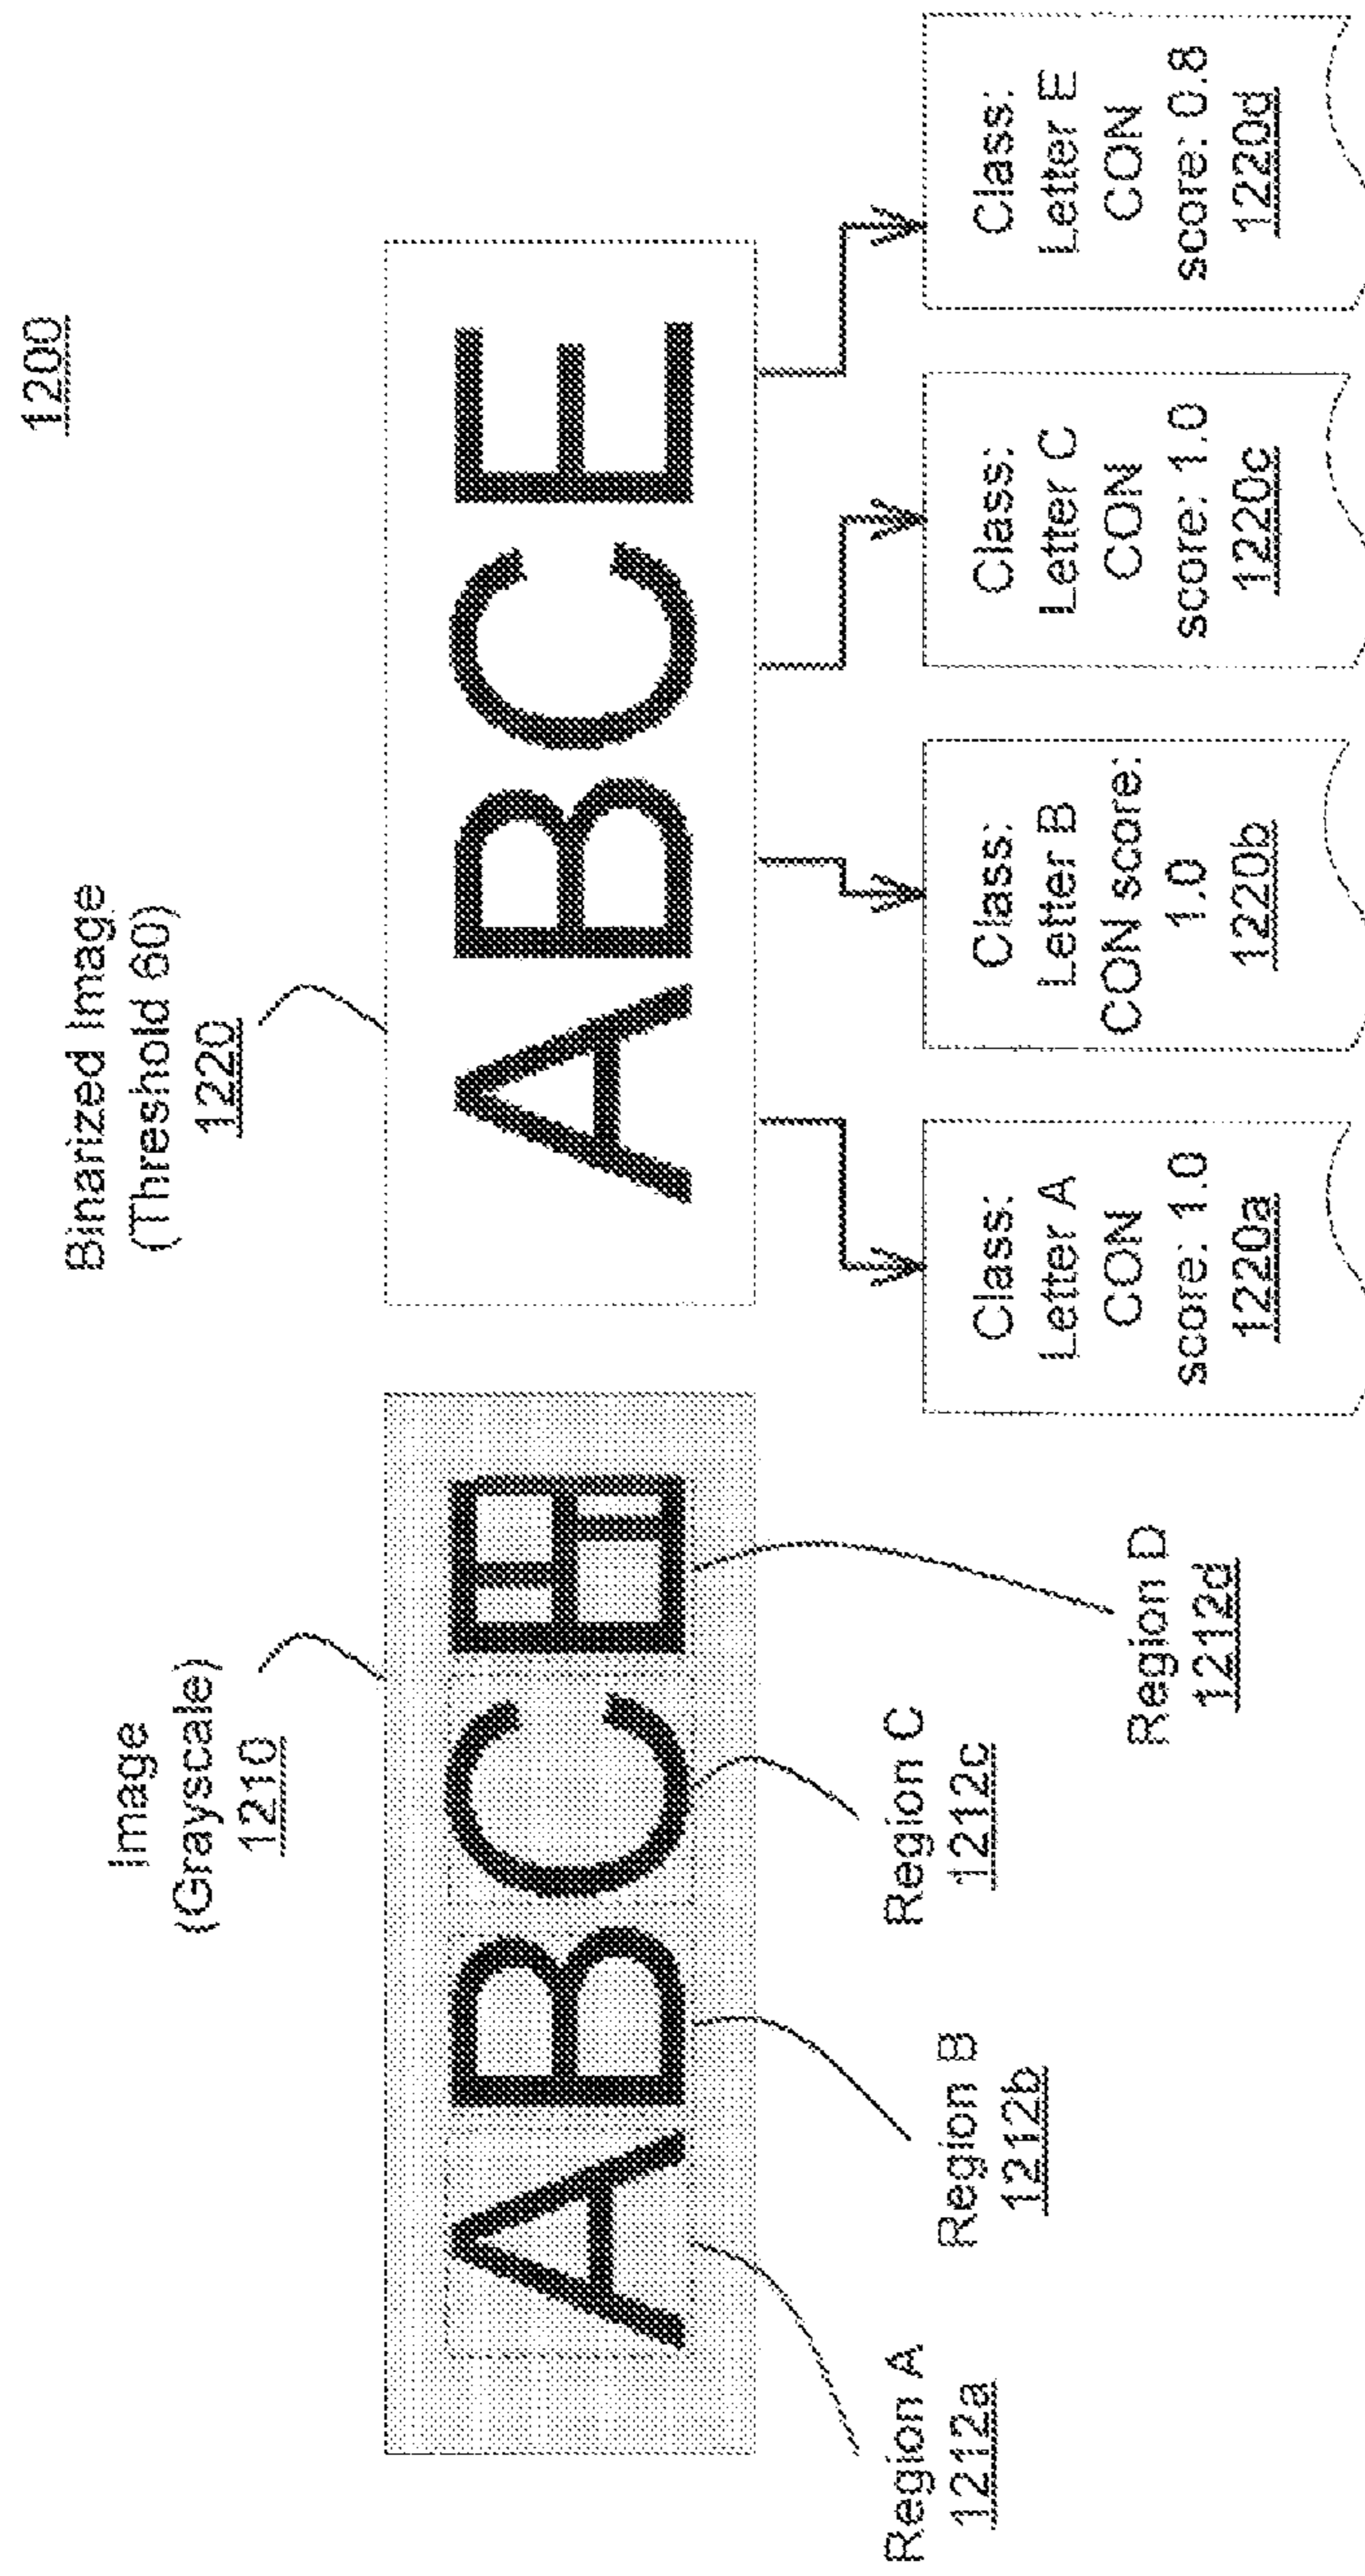 1200
Image
(Grayscale)
1210
Binarized Image
(Threshold 60)
1220
ABC
ABCE
Region A
1212a
Region B
1212b
Region C
1212c
Region D
1212d
Class:
Letter A
CON
score: 1.0
1220a
Class:
Letter B
CON score:
1.0
1220b
Class:
Letter C
CON
score: 1.0
1220c
Class:
Letter E
CON
score: 0.8
1220d